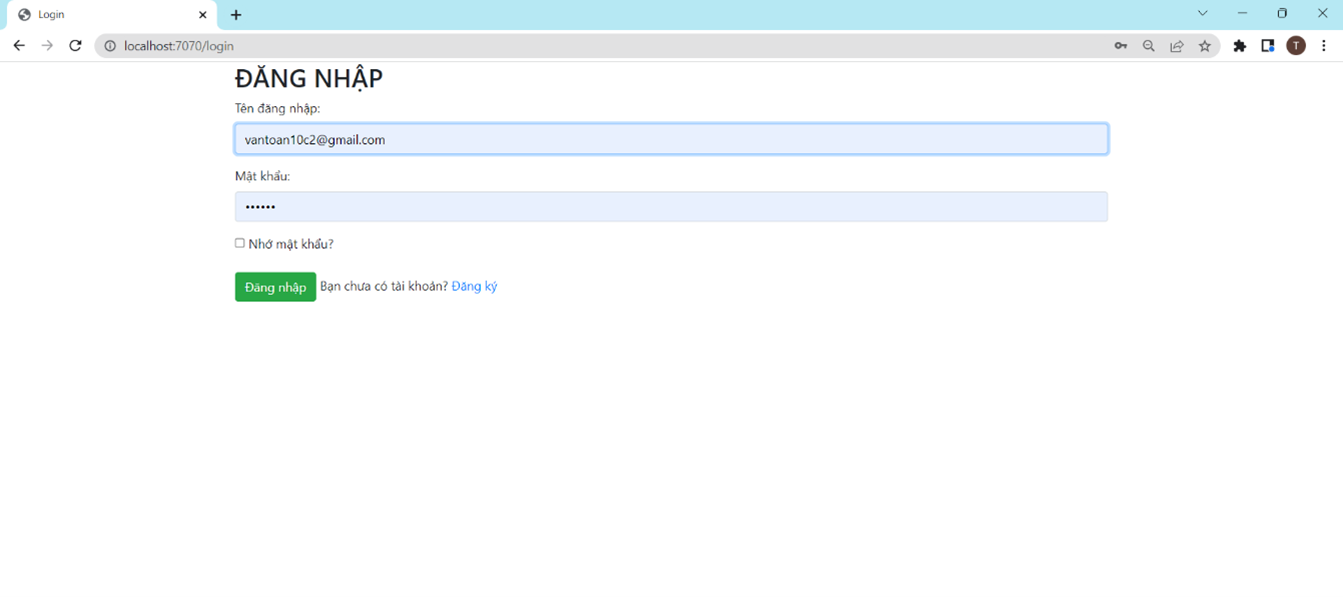 Login
localhost:7070/login
T
ĐĂNG NHẬP
Tên đăng nhập:
vantoan10c2@gmail.com
Mật khẩu:
••••••
Nhớ mật khẩu?
Đăng nhập Bạn chưa có tài khoản? Đăng ký